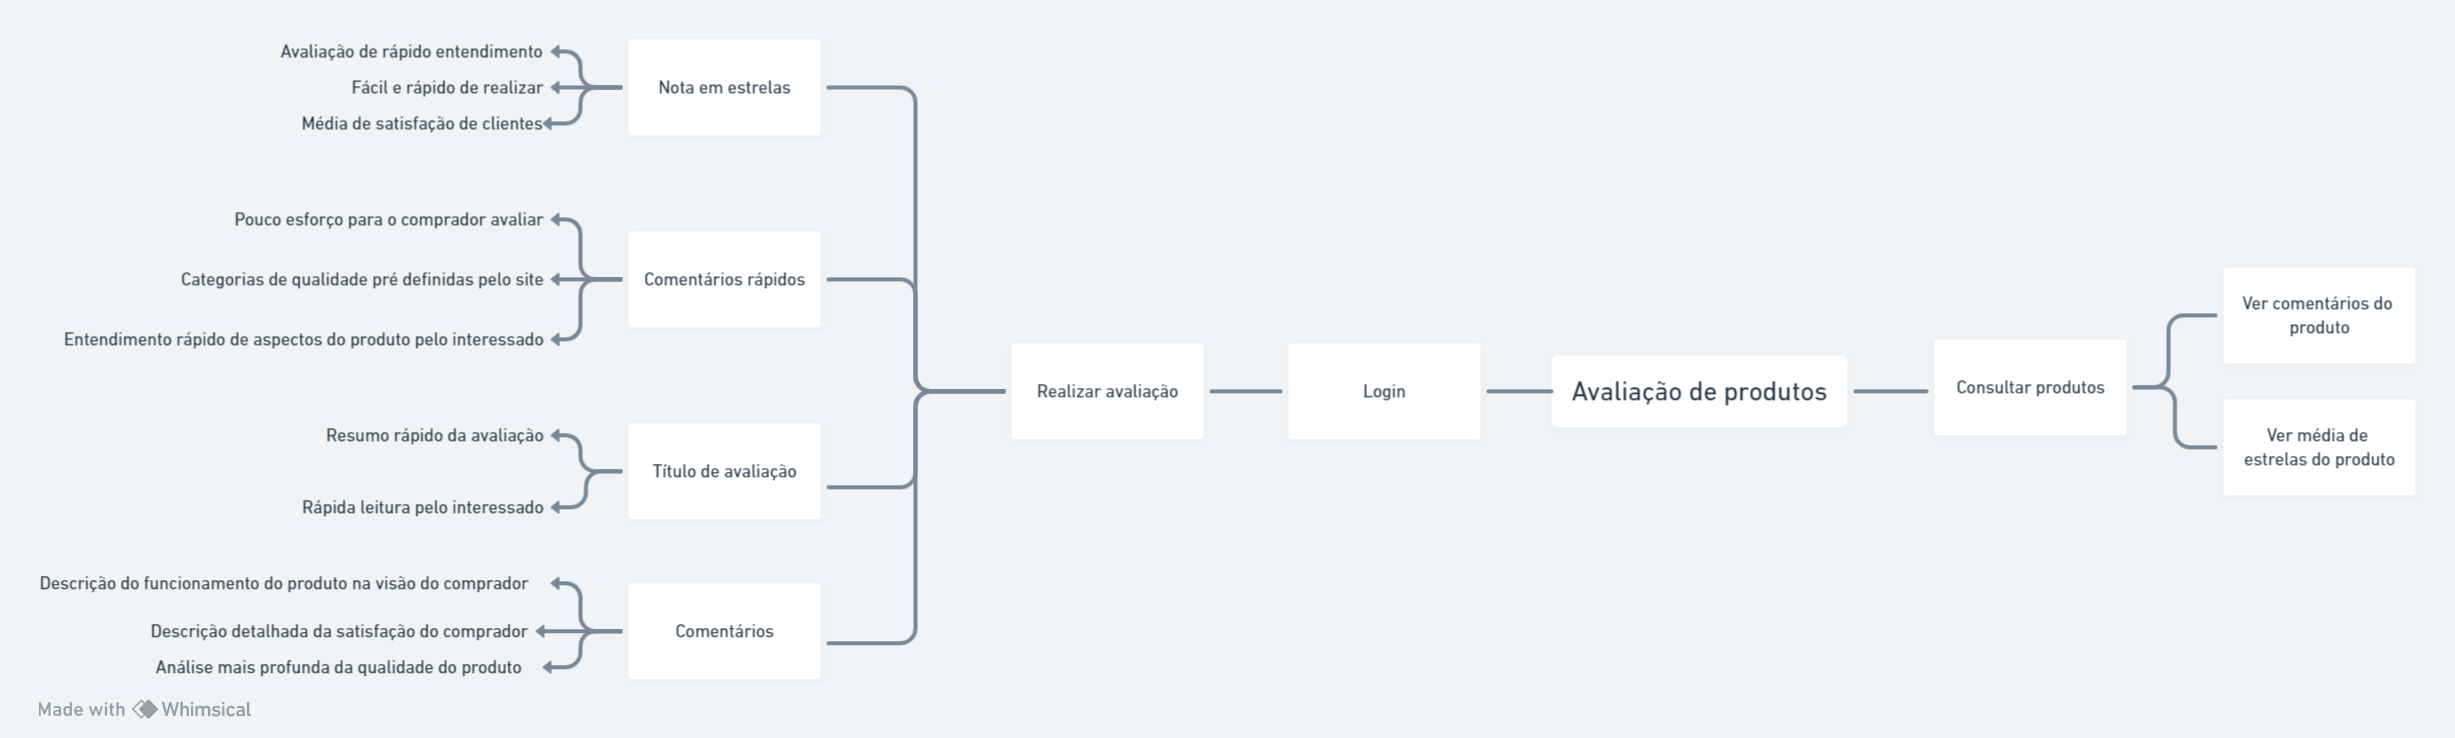 Avaliação de rápido entendimento
Fácil e rápido de realizar
Média de satisfação de clientes
Nota em estrelas
Pouco esforço para o comprador avaliar
Categorias de qualidade pré definidas pelo site
Entendimento rápido de aspectos do produto pelo interessado
Comentários rápidos
Resumo rápido da avaliação
Rápida leitura pelo interessado
Título de avaliação
Descrição do funcionamento do produto na visão do comprador
Descrição detalhada da satisfação do comprador
Análise mais profunda da qualidade do produto
Comentários
Realizar avaliação
Login
Avaliação de produtos
Consultar produtos
Ver comentários do
produto
Ver média de
estrelas do produto
Made with Whimsical